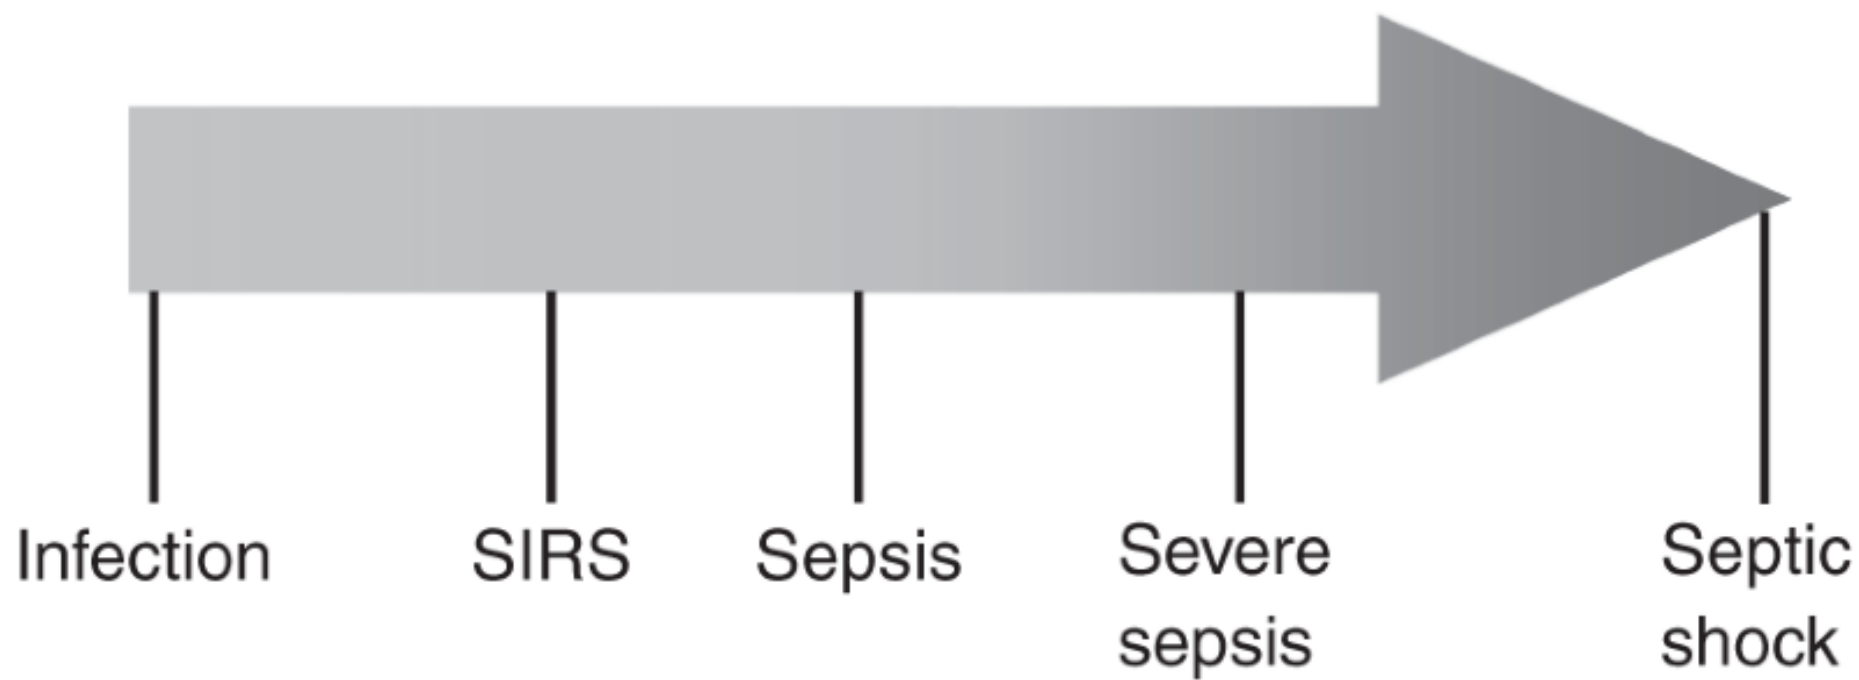 Infection
SIRS
Sepsis
Severe
sepsis
Septic
shock